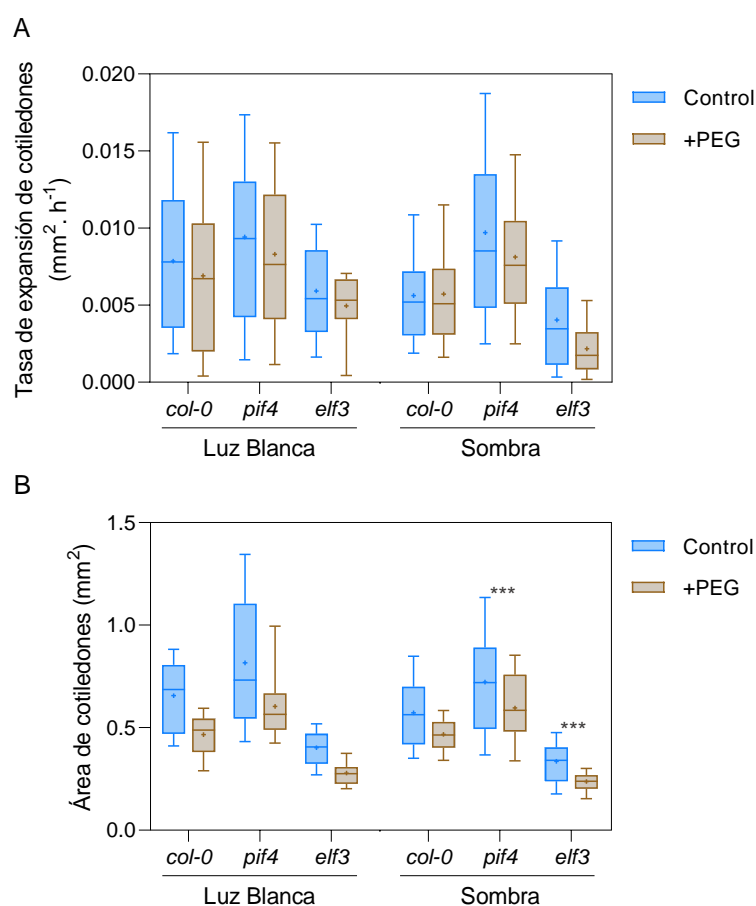 A
Tasa de expansión de cotiledones
(mm². h⁻¹)
0.020
0.015
0.010
0.005
0.000
Control
+PEG
col-0 pif4 elf3 col-0 pif4 elf3
Luz Blanca Sombra
B
Área de cotiledones (mm²)
1.5
1.0
0.5
0.0
*** ***
Control
+PEG
col-0 pif4 elf3 col-0 pif4 elf3
Luz Blanca Sombra